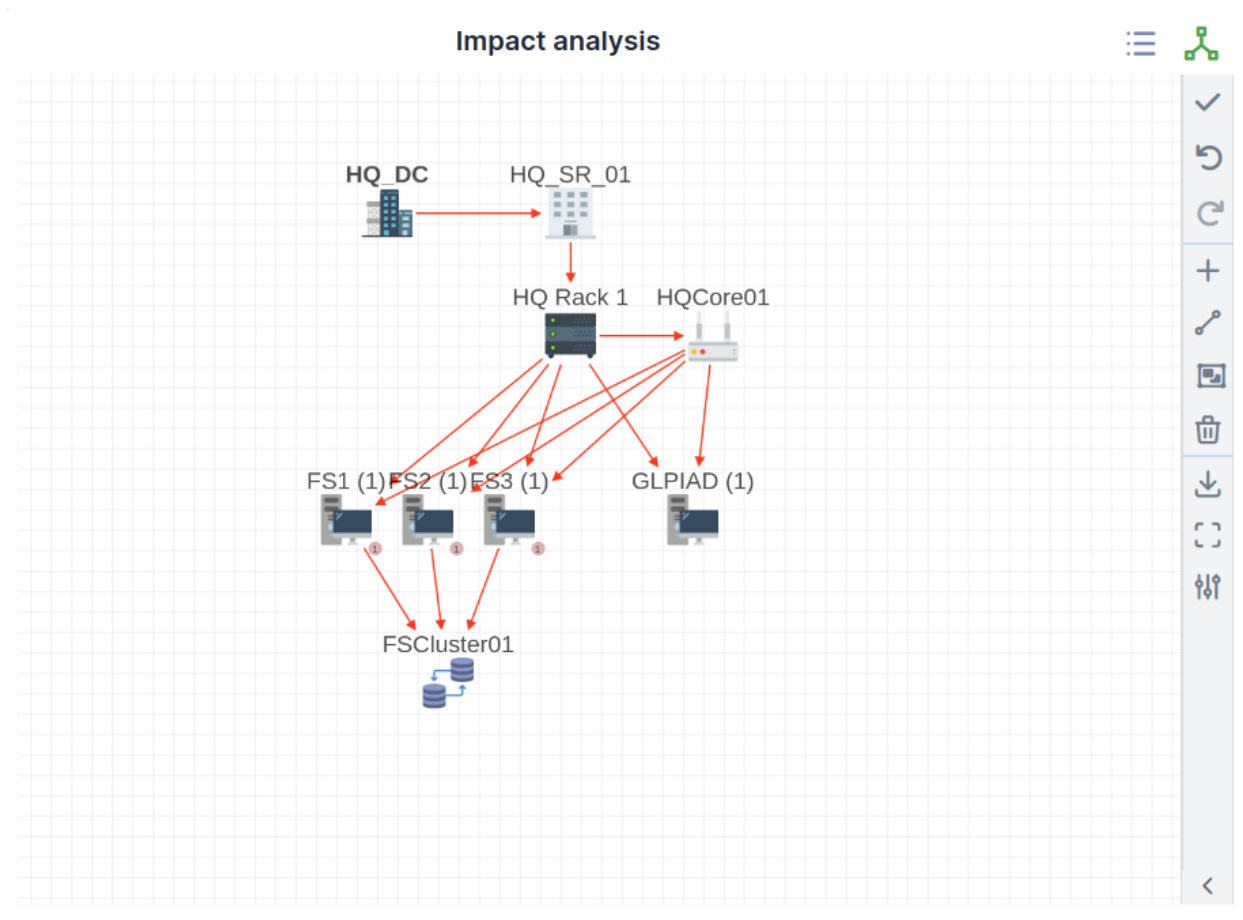 Impact analysis
HQ_DC
HQ_SR_01
HQ Rack 1
HQCore01
FS1 (1)
FS2 (1)
FS3 (1)
GLPIAD (1)
1
1
1
FSCluster01